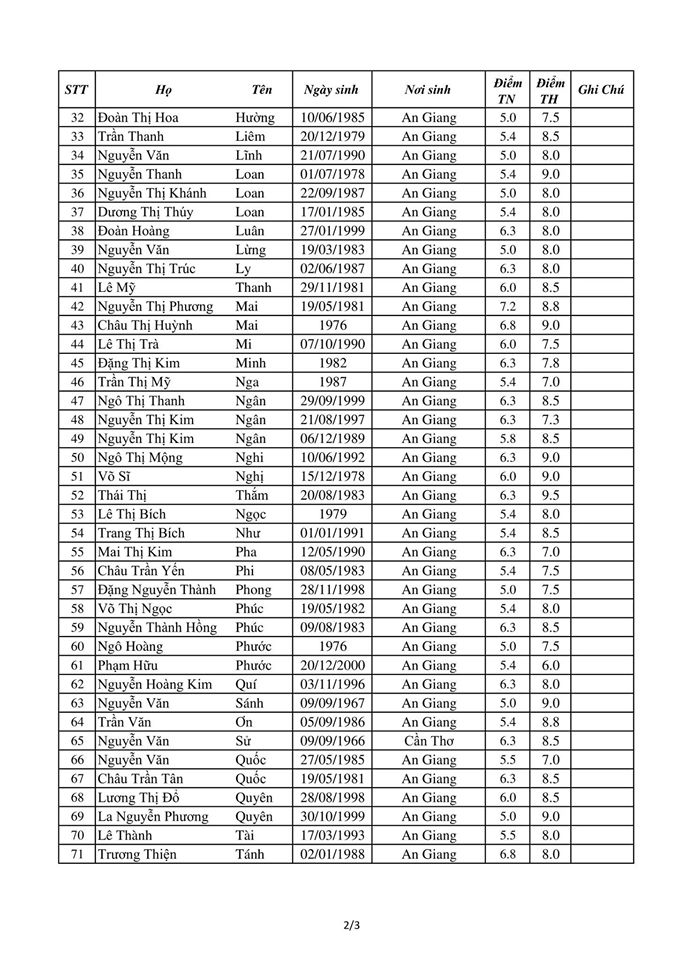 STT Họ Tên Ngày sinh Nơi sinh Điểm TN Điểm TH Ghi Chú
32 Đoàn Thị Hoa Hường 10/06/1985 An Giang 5.0 7.5
33 Trần Thanh Liêm 20/12/1979 An Giang 5.4 8.5
34 Nguyễn Văn Lĩnh 21/07/1990 An Giang 5.0 8.0
35 Nguyễn Thanh Loan 01/07/1978 An Giang 5.4 9.0
36 Nguyễn Thị Khánh Loan 22/09/1987 An Giang 5.0 8.0
37 Dương Thị Thúy Loan 17/01/1985 An Giang 5.4 8.0
38 Đoàn Hoàng Luân 27/01/1999 An Giang 6.3 8.0
39 Nguyễn Văn Lừng 19/03/1983 An Giang 5.0 8.0
40 Nguyễn Thị Trúc Ly 02/06/1987 An Giang 6.3 8.0
41 Lê Mỹ Thanh 29/11/1981 An Giang 6.0 8.5
42 Nguyễn Thị Phương Mai 19/05/1981 An Giang 7.2 8.8
43 Châu Thị Huỳnh Mai 1976 An Giang 6.8 9.0
44 Lê Thị Trà Mi 07/10/1990 An Giang 6.0 7.5
45 Đặng Thị Kim Minh 1982 An Giang 6.3 7.8
46 Trần Thị Mỹ Nga 1987 An Giang 5.4 7.0
47 Ngô Thị Thanh Ngân 29/09/1999 An Giang 6.3 8.5
48 Nguyễn Thị Kim Ngân 21/08/1997 An Giang 6.3 7.3
49 Nguyễn Thị Kim Ngân 06/12/1989 An Giang 5.8 8.5
50 Ngô Thị Mộng Nghi 10/06/1992 An Giang 6.3 9.0
51 Võ Sĩ Nghị 15/12/1978 An Giang 6.0 9.0
52 Thái Thị Thắm 20/08/1983 An Giang 6.3 9.5
53 Lê Thị Bích Ngọc 1979 An Giang 5.4 8.0
54 Trang Thị Bích Như 01/01/1991 An Giang 5.4 8.5
55 Mai Thị Kim Pha 12/05/1990 An Giang 6.3 7.0
56 Châu Trần Yến Phi 08/05/1983 An Giang 5.4 7.5
57 Đặng Nguyễn Thành Phong 28/11/1998 An Giang 5.0 7.5
58 Võ Thị Ngọc Phúc 19/05/1982 An Giang 5.4 8.0
59 Nguyễn Thành Hồng Phúc 09/08/1983 An Giang 6.3 8.5
60 Ngô Hoàng Phước 1976 An Giang 5.0 7.5
61 Phạm Hữu Phước 20/12/2000 An Giang 5.4 6.0
62 Nguyễn Hoàng Kim Quí 03/11/1996 An Giang 6.3 8.0
63 Nguyễn Văn Sánh 09/09/1967 An Giang 5.0 9.0
64 Trần Văn Ơn 05/09/1986 An Giang 5.4 8.8
65 Nguyễn Văn Sử 09/09/1966 Cần Thơ 6.3 8.5
66 Nguyễn Văn Quốc 27/05/1985 An Giang 5.5 7.0
67 Châu Trần Tân Quốc 19/05/1981 An Giang 6.3 8.5
68 Lương Thị Đổ Quyên 28/08/1998 An Giang 6.0 8.5
69 La Nguyễn Phương Quyên 30/10/1999 An Giang 5.0 9.0
70 Lê Thành Tài 17/03/1993 An Giang 5.5 8.0
71 Trương Thiện Tánh 02/01/1988 An Giang 6.8 8.0
2/3